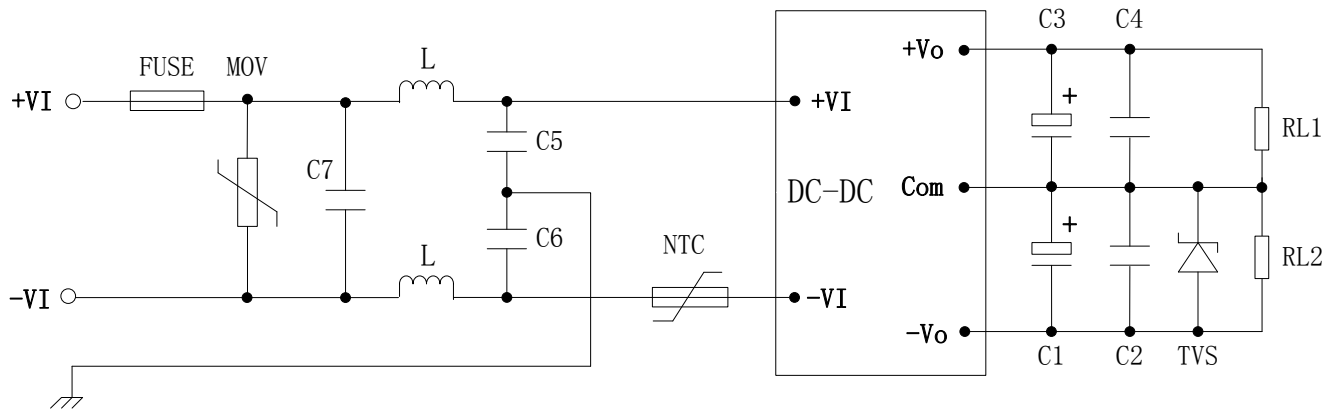 C3 C4
+Vo
FUSE MOV L
+VI +VI
+
C5
RL1
C7
DC-DC Com
C6
+
NTC
L
RL2
-VI -VI
-Vo
C1 C2 TVS